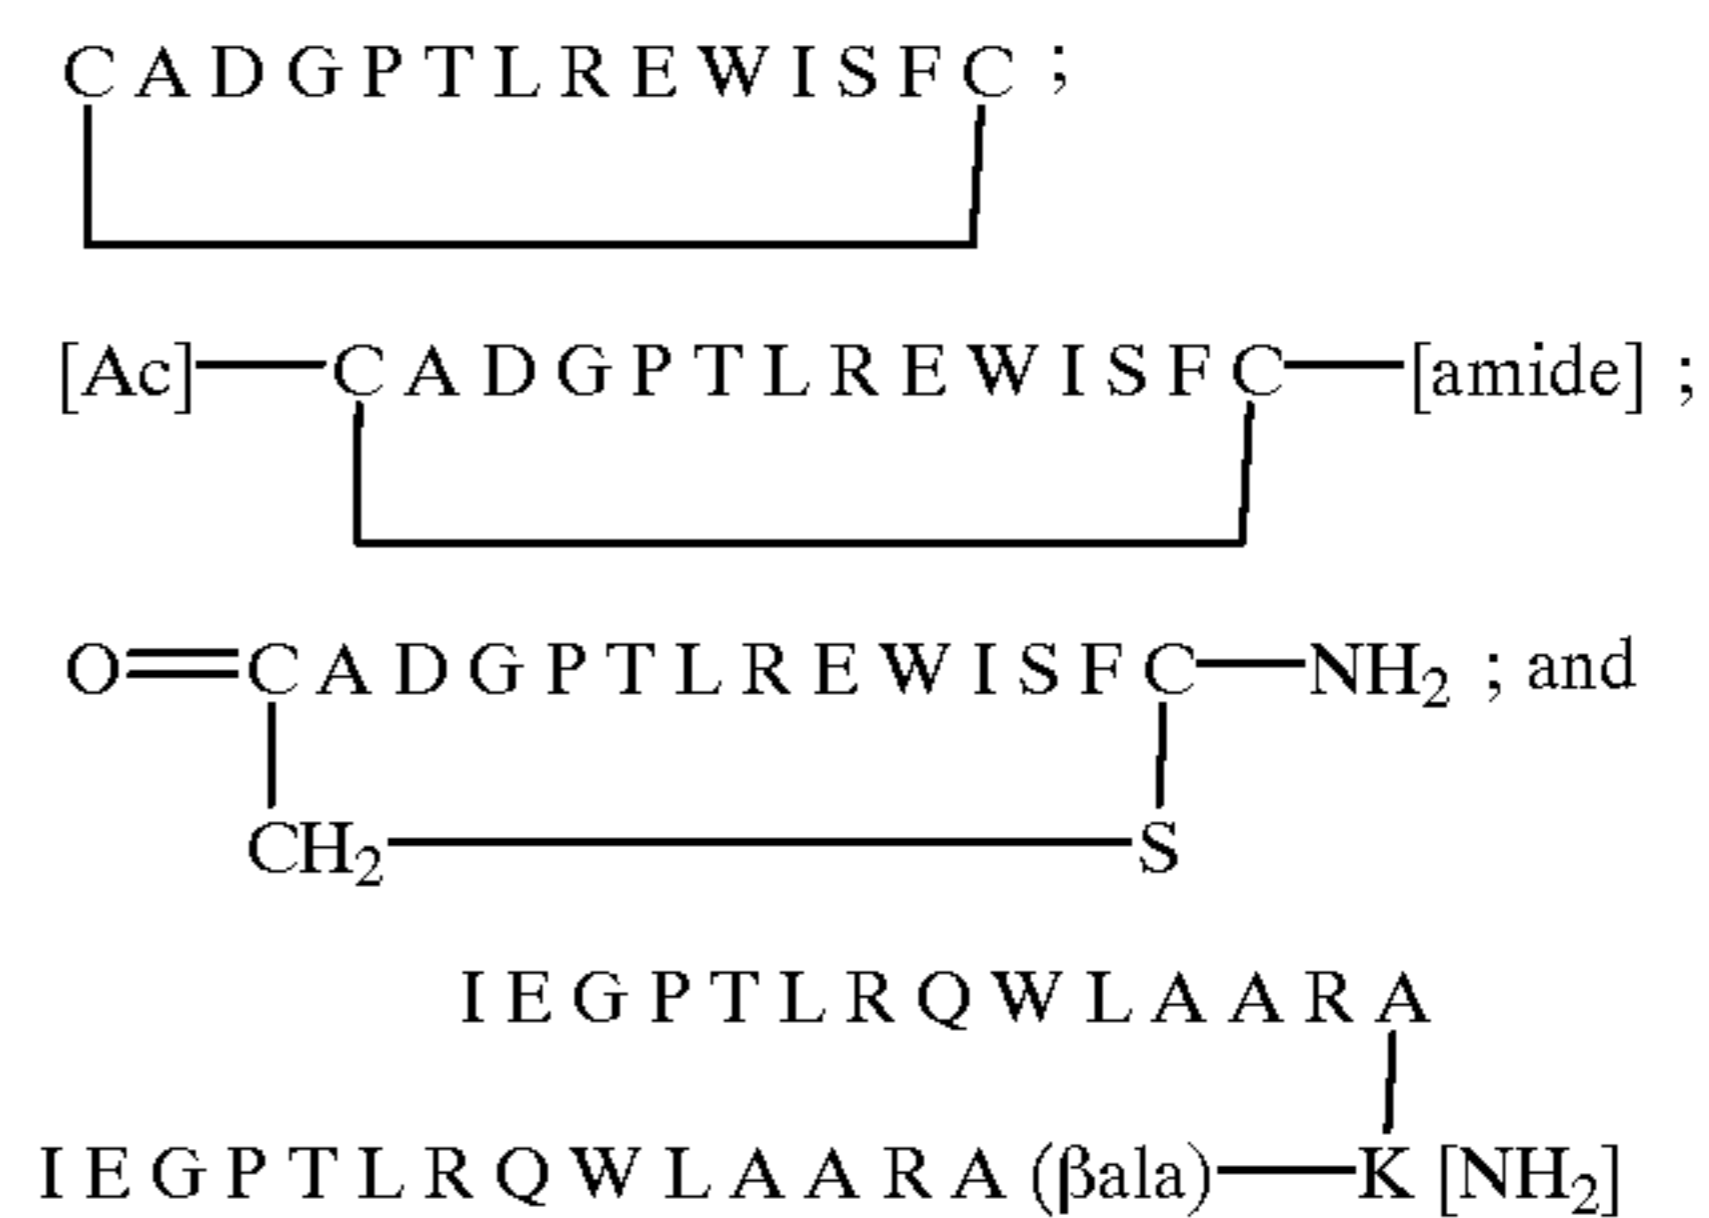 C A D G P T L R E W I S F C ;
[Ac] C A D G P T L R E W I S F C [amide] ;
O=C A D G P T L R E W I S F C—NH₂ ; and
CH₂ S
I E G P T L R Q W L A A R A
I E G P T L R Q W L A A R A (βala)—K [NH₂]